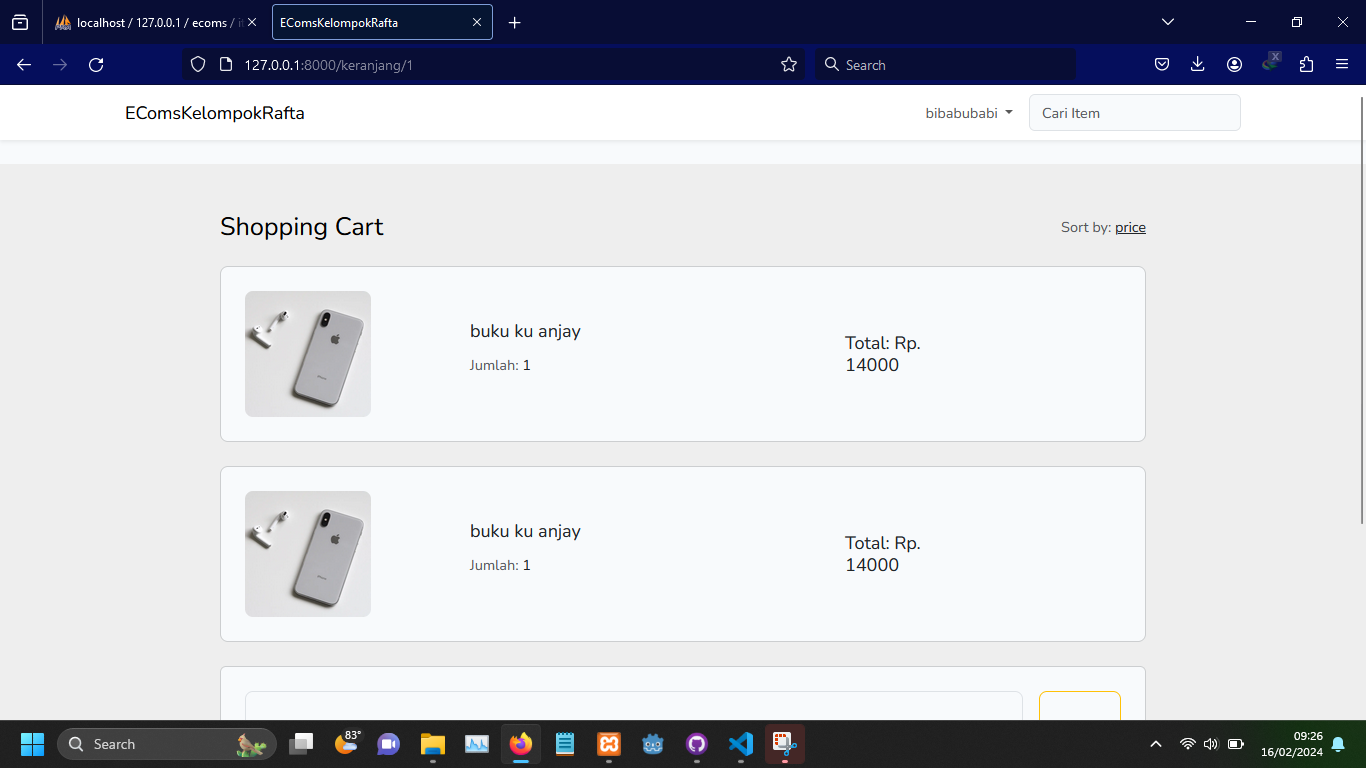 localhost / 127.0.0.1 / ecoms / it
EComsKelompokRafta
127.0.0.1:8000/keranjang/1
Search
X
EComsKelompokRafta
bibabubabi
Cari Item
Shopping Cart
Sort by: price
buku ku anjay
Jumlah: 1
Total: Rp.
14000
buku ku anjay
Jumlah: 1
Total: Rp.
14000
Search
83°
09:26
16/02/2024